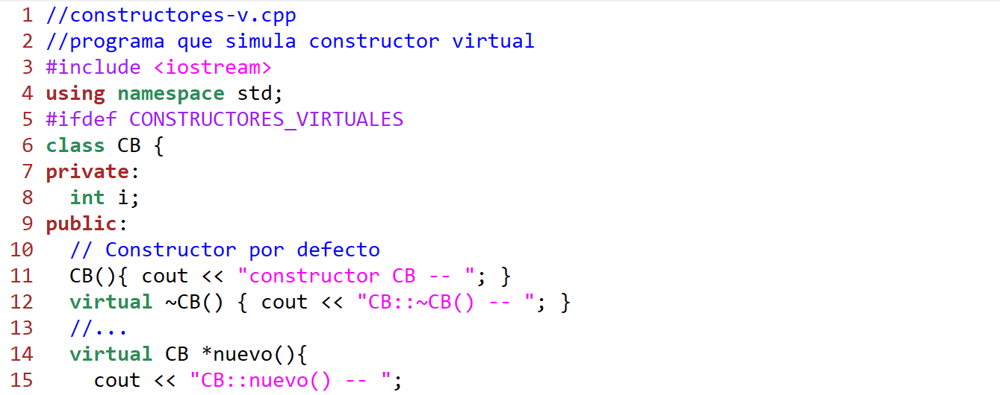 1 //constructores-v.cpp
2 //programa que simula constructor virtual
3 #include <iostream>
4 using namespace std;
5 #ifdef CONSTRUCTORES_VIRTUALES
6 class CB {
7 private:
8   int i;
9 public:
10   // Constructor por defecto
11   CB(){ cout << "constructor CB -- "; }
12   virtual ~CB() { cout << "CB::~CB() -- "; }
13   //...
14   virtual CB *nuevo(){
15     cout << "CB::nuevo() -- ";